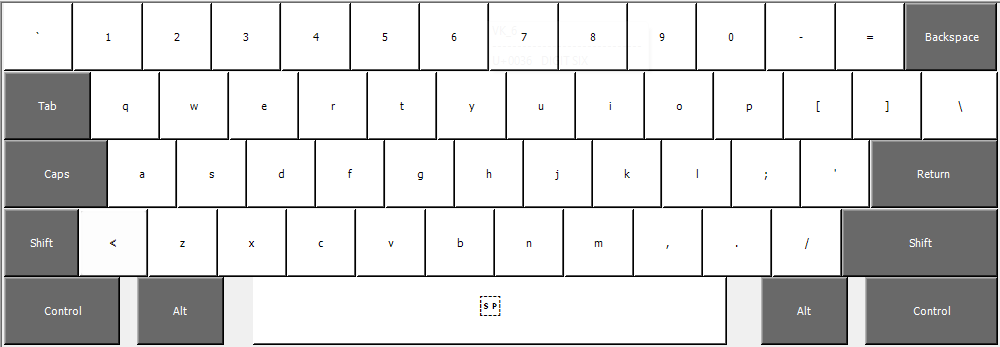 ` 1 2 3 4 5 6 7 8 9 0 - = Backspace
Tab q w e r t y u i o p [ ] \
Caps a s d f g h j k l ; ' Return
Shift < z x c v b n m , . / Shift
Control Alt SP Alt Control